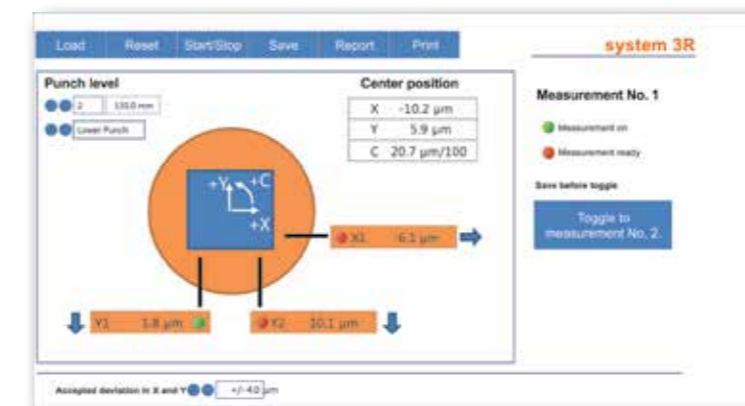 Load Reset Start/Stop Save Report Print
system 3R
Punch level
2 130.0 mm
Lower Punch
Center position
X -10.2 µm
Y 5.9 µm
C 20.7 µm/100
Measurement No. 1
Measurement on
Measurement ready
Save before toggle
Toggle to
measurement No. 2.
+Y +C
+X
X1 6.1 µm
Y1 1.8 µm
Y2 10.1 µm
Accepted deviation in X and Y +/- 4.0 µm